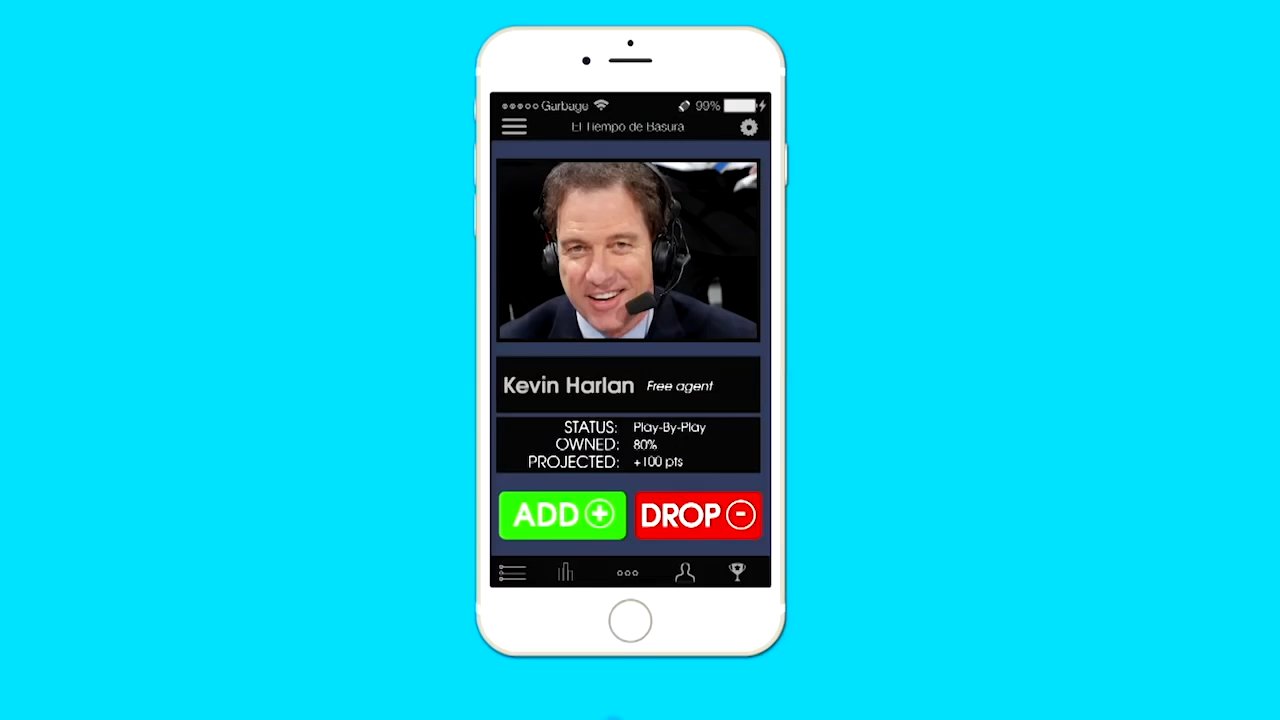 Garbage 99%
El Tiempo de Basura
Kevin Harlan Free agent
STATUS: Play-By-Play
OWNED: 80%
PROJECTED: +100 pts
ADD + DROP -